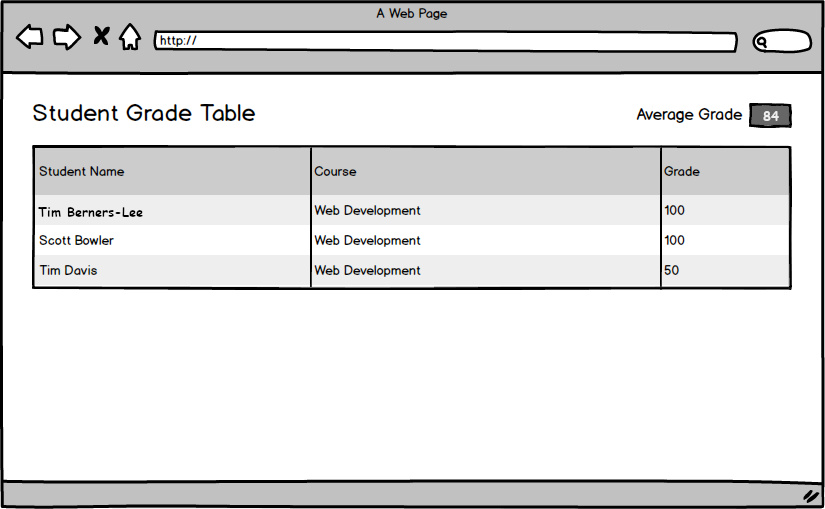 A Web Page
http://
Student Grade Table
Average Grade 84
Student Name Course Grade
Tim Berners-Lee Web Development 100
Scott Bowler Web Development 100
Tim Davis Web Development 50